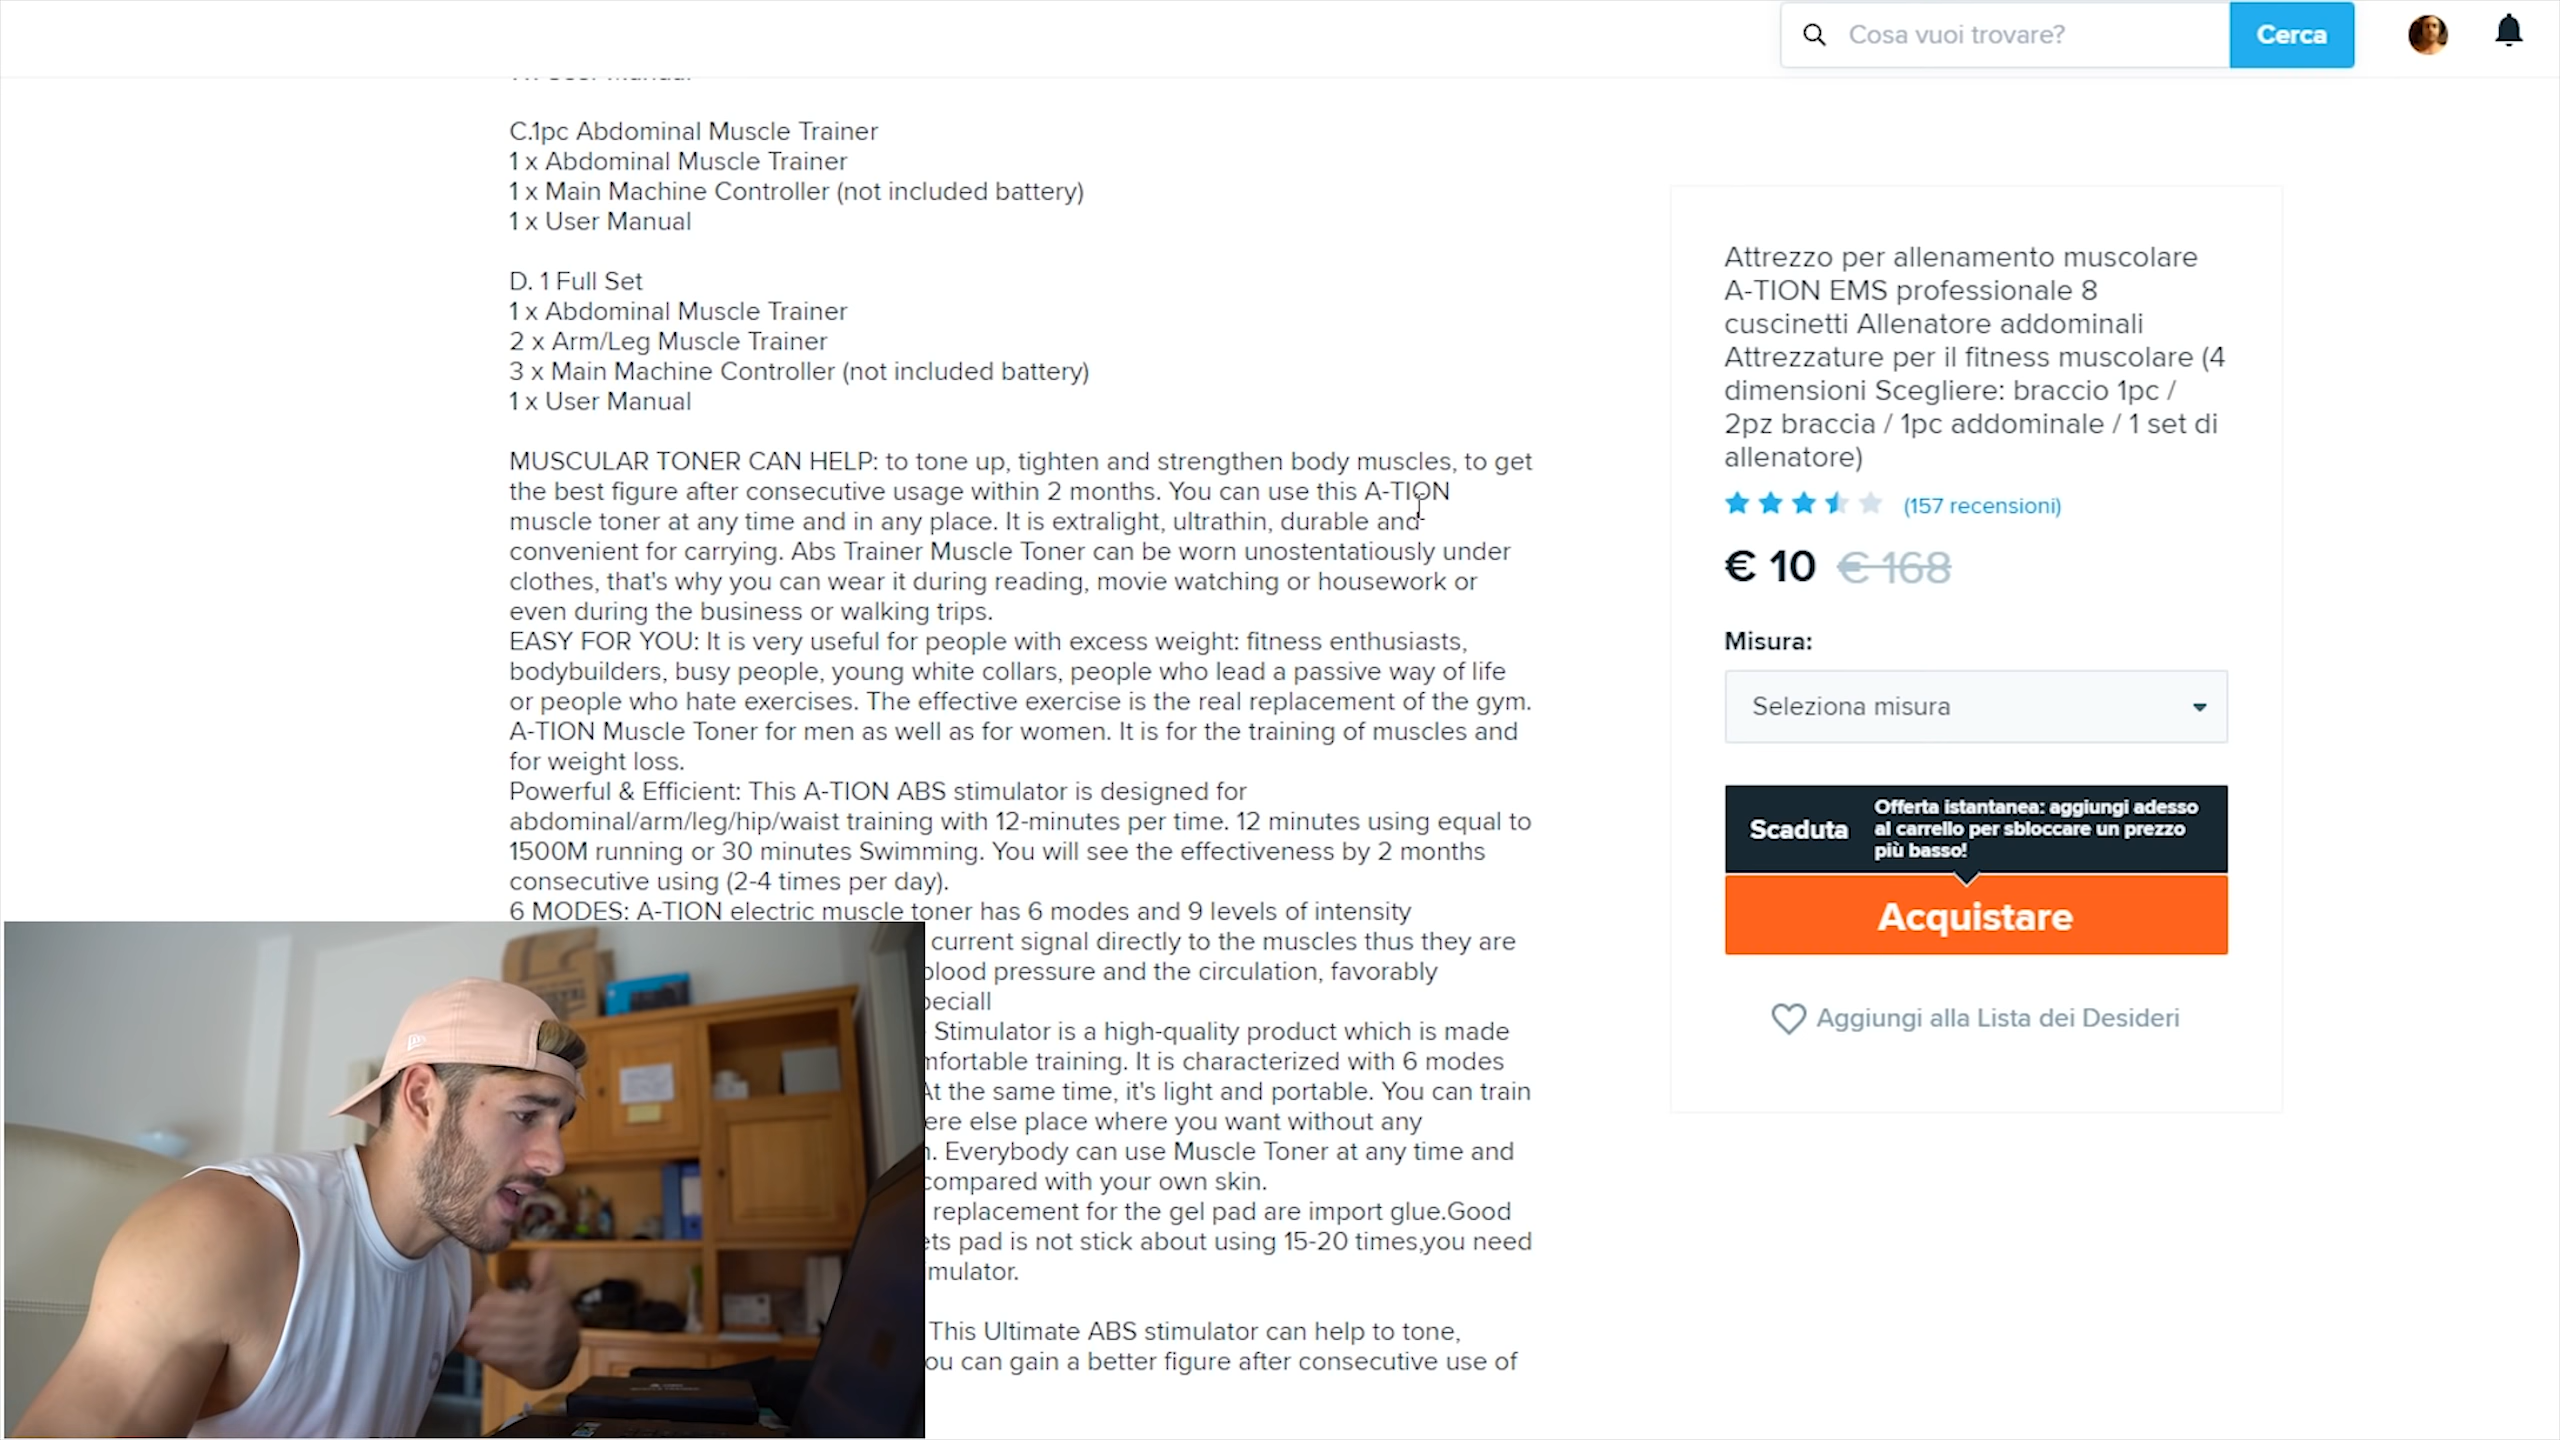 Cosa vuoi trovare?
Cerca
C.1pc Abdominal Muscle Trainer
1 x Abdominal Muscle Trainer
1 x Main Machine Controller (not included battery)
1 x User Manual
D. 1 Full Set
1 x Abdominal Muscle Trainer
2 x Arm/Leg Muscle Trainer
3 x Main Machine Controller (not included battery)
1 x User Manual
MUSCULAR TONER CAN HELP: to tone up, tighten and strengthen body muscles, to get
the best figure after consecutive usage within 2 months. You can use this A-TION
muscle toner at any time and in any place. It is extralight, ultrathin, durable and
convenient for carrying. Abs Trainer Muscle Toner can be worn unostentatiously under
clothes, that's why you can wear it during reading, movie watching or housework or
even during the business or walking trips.
EASY FOR YOU: It is very useful for people with excess weight: fitness enthusiasts,
bodybuilders, busy people, young white collars, people who lead a passive way of life
or people who hate exercises. The effective exercise is the real replacement of the gym.
A-TION Muscle Toner for men as well as for women. It is for the training of muscles and
for weight loss.
Powerful & Efficient: This A-TION ABS stimulator is designed for
abdominal/arm/leg/hip/waist training with 12-minutes per time. 12 minutes using equal to
1500M running or 30 minutes Swimming. You will see the effectiveness by 2 months
consecutive using (2-4 times per day).
6 MODES: A-TION electric muscle toner has 6 modes and 9 levels of intensity
current signal directly to the muscles thus they are
blood pressure and the circulation, favorably
peciall
Stimulator is a high-quality product which is made
mfortable training. It is characterized with 6 modes
At the same time, it's light and portable. You can train
ere else place where you want without any
. Everybody can use Muscle Toner at any time and
compared with your own skin.
replacement for the gel pad are import glue.Good
ets pad is not stick about using 15-20 times,you need
mulator.
This Ultimate ABS stimulator can help to tone,
ou can gain a better figure after consecutive use of
Attrezzo per allenamento muscolare
A-TION EMS professionale 8
cuscinetti Allenatore addominali
Attrezzature per il fitness muscolare (4
dimensioni Scegliere: braccio 1pc /
2pz braccia / 1pc addominale / 1 set di
allenatore)
(157 recensioni)
€ 10 € 168
Misura:
Seleziona misura
Scaduta
Offerta istantanea: aggiungi adesso
al carrello per sbloccare un prezzo
più basso!
Acquistare
Aggiungi alla Lista dei Desideri